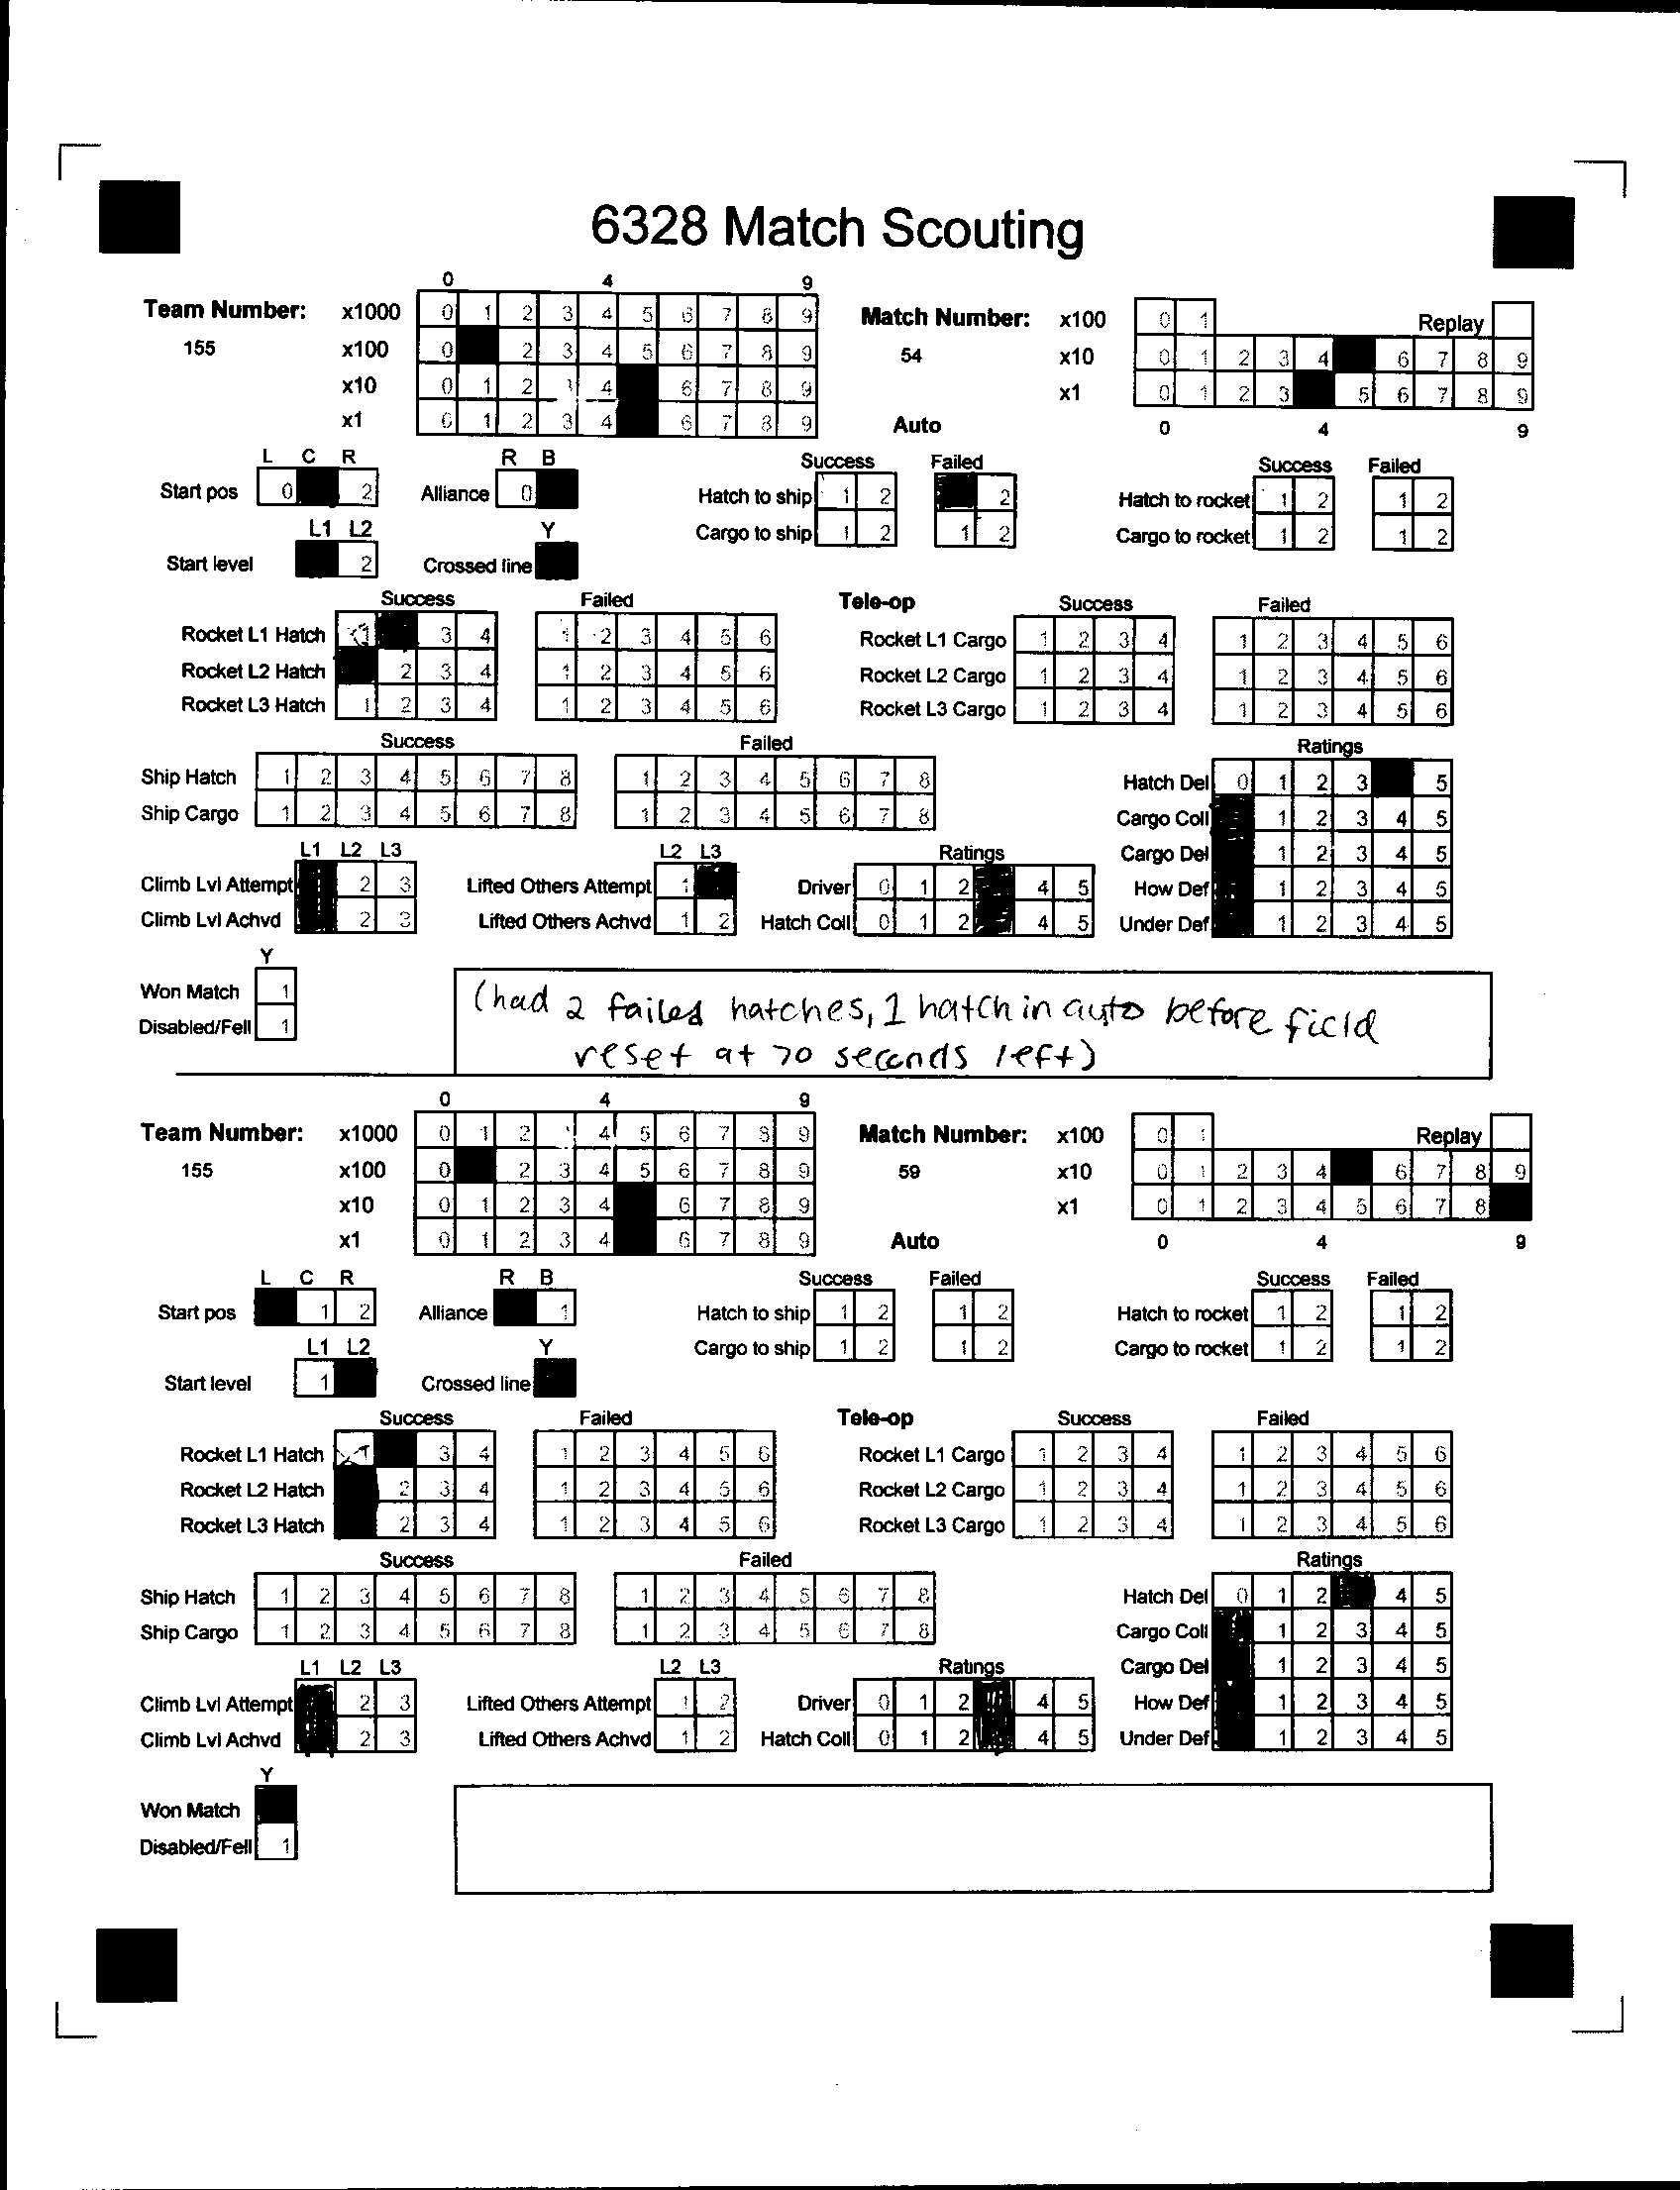 6328 Match Scouting
0 4 9
Team Number: x1000 0 1 2 3 4 5 6 7 8 9 Match Number: x100 0 1 Replay
155 x100 0 2 3 4 5 6 7 8 9 54 x10 0 1 2 3 4 6 7 8 9
x10 0 1 2 4 6 7 8 9 x1 0 1 2 3 5 6 7 8 9
x1 0 1 2 3 4 6 7 8 9 Auto 0 4 9
L C R R B Success Failed Success Failed
Start pos 0 2 Alliance 0 Hatch to ship 1 2 2 Hatch to rocket 1 2 1 2
L1 L2 Y Cargo to ship 1 2 1 2 Cargo to rocket 1 2 1 2
Start level 2 Crossed line
Success Failed Tele-op Success Failed
Rocket L1 Hatch 1 3 4 1 2 3 4 5 6 Rocket L1 Cargo 1 2 3 4 1 2 3 4 5 6
Rocket L2 Hatch 2 3 4 1 2 3 4 5 6 Rocket L2 Cargo 1 2 3 4 1 2 3 4 5 6
Rocket L3 Hatch 1 2 3 4 1 2 3 4 5 6 Rocket L3 Cargo 1 2 3 4 1 2 3 4 5 6
Success Failed Ratings
Ship Hatch 1 2 3 4 5 6 7 8 1 2 3 4 5 6 7 8 Hatch Del 0 1 2 3 5
Ship Cargo 1 2 3 4 5 6 7 8 1 2 3 4 5 6 7 8 Cargo Coll 1 2 3 4 5
L1 L2 L3 L2 L3 Ratings Cargo Del 1 2 3 4 5
Climb Lvl Attempt 2 3 Lifted Others Attempt 1 Driver 0 1 2 4 5 How Def 1 2 3 4 5
Climb Lvl Achvd 2 3 Lifted Others Achvd 1 2 Hatch Coll 0 1 2 4 5 Under Def 1 2 3 4 5
Y
Won Match 1
Disabled/Fell 1
(had 2 failed hatches, 1 hatch in auto before field
reset at 70 seconds left)
0 4 9
Team Number: x1000 0 1 2 4 5 6 7 8 9 Match Number: x100 0 1 Replay
155 x100 0 2 3 4 5 6 7 8 9 59 x10 0 1 2 3 4 6 7 8 9
x10 0 1 2 3 4 6 7 8 9 x1 0 1 2 3 4 5 6 7 8
x1 0 1 2 3 4 6 7 8 9 Auto 0 4 9
L C R R B Success Failed Success Failed
Start pos 1 2 Alliance 1 Hatch to ship 1 2 1 2 Hatch to rocket 1 2 1 2
L1 L2 Y Cargo to ship 1 2 1 2 Cargo to rocket 1 2 1 2
Start level 1 Crossed line
Success Failed Tele-op Success Failed
Rocket L1 Hatch 1 3 4 1 2 3 4 5 6 Rocket L1 Cargo 1 2 3 4 1 2 3 4 5 6
Rocket L2 Hatch 2 3 4 1 2 3 4 5 6 Rocket L2 Cargo 1 2 3 4 1 2 3 4 5 6
Rocket L3 Hatch 2 3 4 1 2 3 4 5 6 Rocket L3 Cargo 1 2 3 4 1 2 3 4 5 6
Success Failed Ratings
Ship Hatch 1 2 3 4 5 6 7 8 1 2 3 4 5 6 7 8 Hatch Del 0 1 2 4 5
Ship Cargo 1 2 3 4 5 6 7 8 1 2 3 4 5 6 7 8 Cargo Coll 1 2 3 4 5
L1 L2 L3 L2 L3 Ratings Cargo Del 1 2 3 4 5
Climb Lvl Attempt 2 3 Lifted Others Attempt 1 2 Driver 0 1 2 4 5 How Def 1 2 3 4 5
Climb Lvl Achvd 2 3 Lifted Others Achvd 1 2 Hatch Coll 0 1 2 4 5 Under Def 1 2 3 4 5
Y
Won Match
Disabled/Fell 1